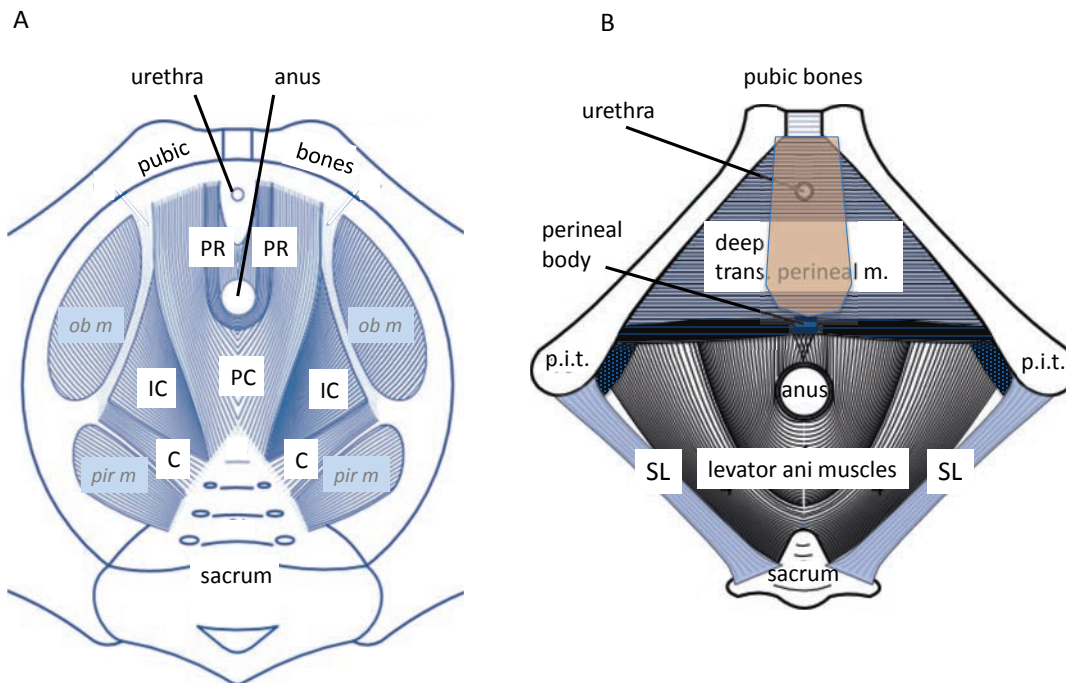 A
urethra
anus
pubic
bones
PR
PR
ob m
ob m
IC
PC
IC
C
C
pir m
pir m
sacrum
B
pubic bones
urethra
perineal
body
deep
trans. perineal m.
p.i.t.
p.i.t.
anus
SL
levator ani muscles
SL
sacrum